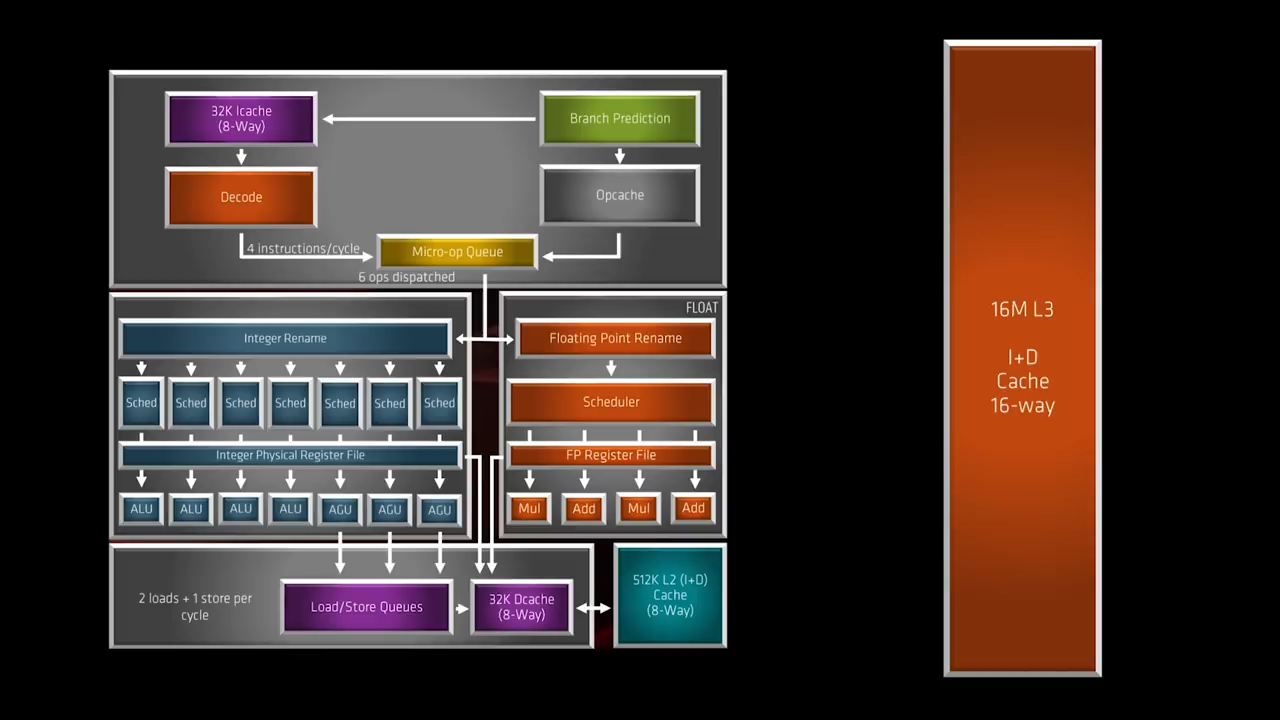 32K Icache
(8-Way)
Branch Prediction
Decode
Opcache
4 instructions/cycle
Micro-op Queue
6 ops dispatched
FLOAT
Integer Rename
Floating Point Rename
Sched
Sched
Sched
Sched
Sched
Sched
Sched
Scheduler
Integer Physical Register File
FP Register File
ALU
ALU
ALU
ALU
AGU
AGU
AGU
Mul
Add
Mul
Add
2 loads + 1 store per
cycle
Load/Store Queues
32K Dcache
(8-Way)
512K L2 (I+D)
Cache
(8-Way)
16M L3
I+D
Cache
16-way